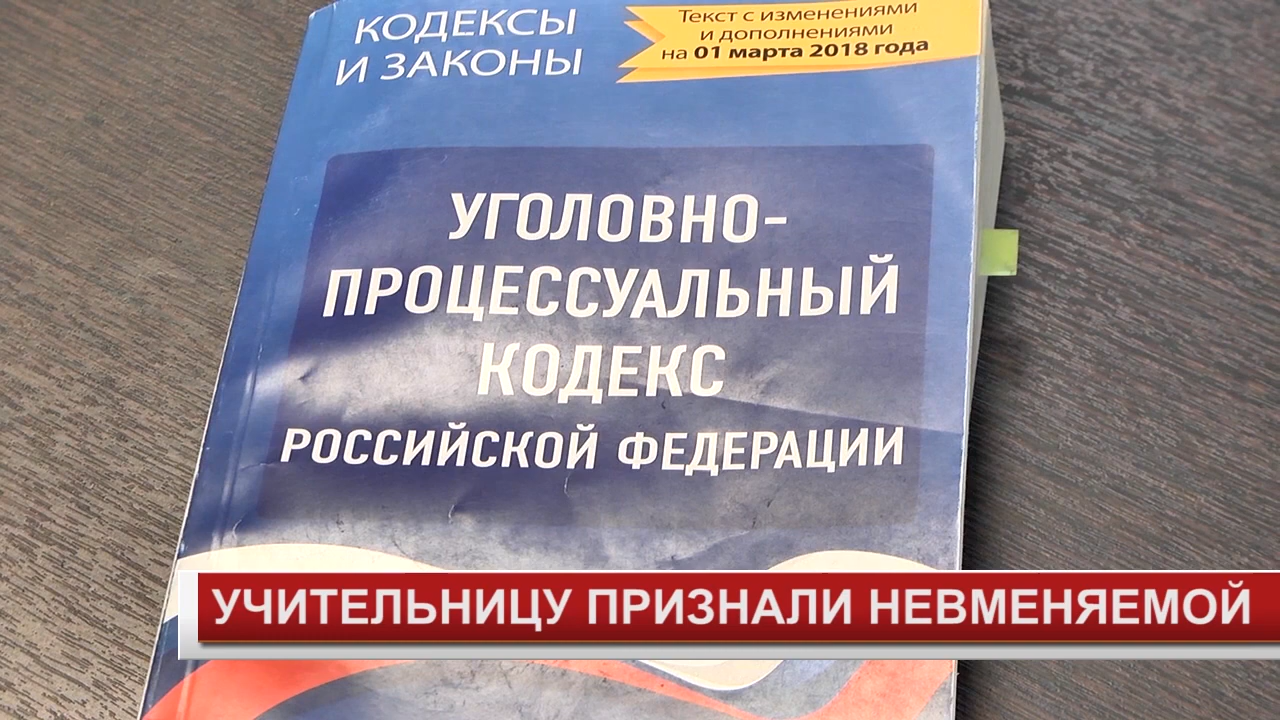 КОДЕКСЫ
И ЗАКОНЫ
Текст с изменениями
и дополнениями
на 01 марта 2018 года
УГОЛОВНО-
ПРОЦЕССУАЛЬНЫЙ
КОДЕКС
РОССИЙСКОЙ ФЕДЕРАЦИИ
УЧИТЕЛЬНИЦУ ПРИЗНАЛИ НЕВМЕНЯЕМОЙ